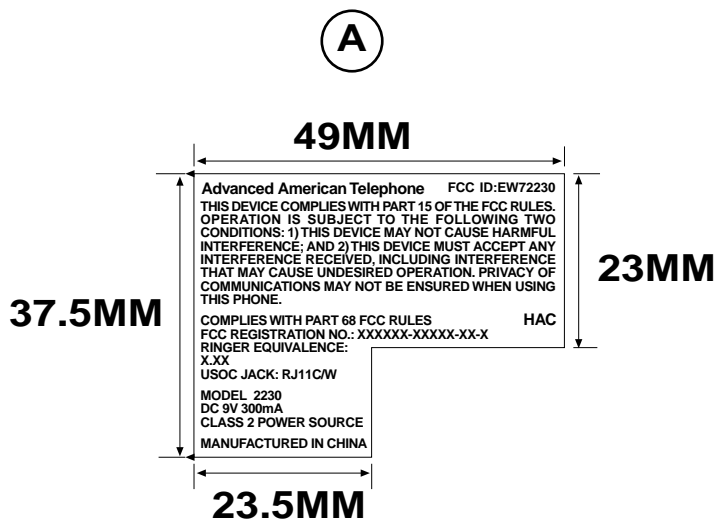 A
49MM
Advanced American Telephone FCC ID:EW72230
THIS DEVICE COMPLIES WITH PART 15 OF THE FCC RULES.
OPERATION IS SUBJECT TO THE FOLLOWING TWO
CONDITIONS: 1) THIS DEVICE MAY NOT CAUSE HARMFUL
INTERFERENCE; AND 2) THIS DEVICE MUST ACCEPT ANY
INTERFERENCE RECEIVED, INCLUDING INTERFERENCE
THAT MAY CAUSE UNDESIRED OPERATION. PRIVACY OF
COMMUNICATIONS MAY NOT BE ENSURED WHEN USING
THIS PHONE.
23MM
37.5MM
COMPLIES WITH PART 68 FCC RULES HAC
FCC REGISTRATION NO.: XXXXXX-XXXXX-XX-X
RINGER EQUIVALENCE:
X.XX
USOC JACK: RJ11C/W
MODEL 2230
DC 9V 300mA
CLASS 2 POWER SOURCE
MANUFACTURED IN CHINA
23.5MM